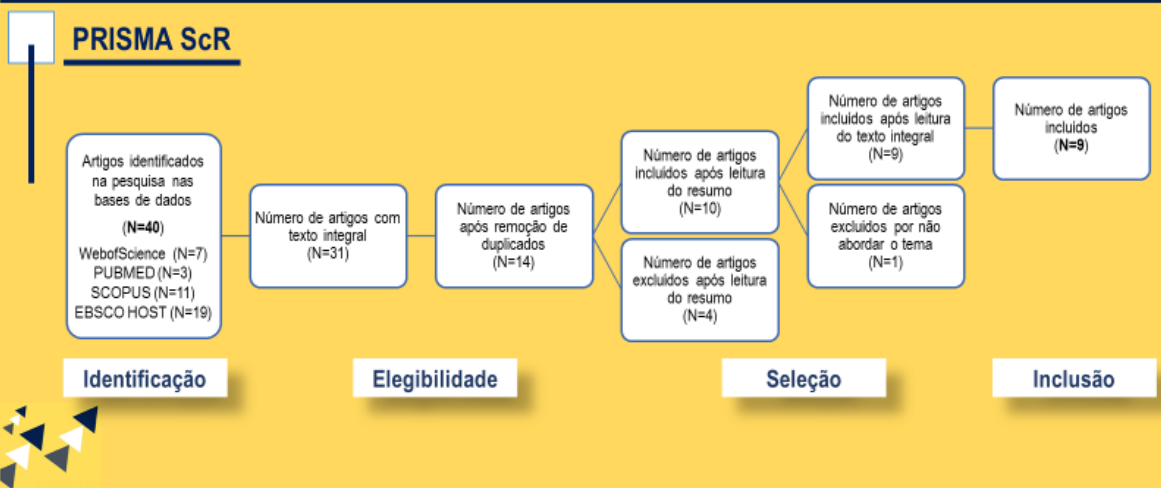 PRISMA ScR
Artigos identificados
na pesquisa nas
bases de dados
(N=40)
WebofScience (N=7)
PUBMED (N=3)
SCOPUS (N=11)
EBSCO HOST (N=19)
Número de artigos com
texto integral
(N=31)
Número de artigos
após remoção de
duplicados
(N=14)
Número de artigos
incluídos após leitura
do resumo
(N=10)
Número de artigos
excluídos após leitura
do resumo
(N=4)
Número de artigos
incluídos após leitura
do texto integral
(N=9)
Número de artigos
excluídos por não
abordar o tema
(N=1)
Número de artigos
incluídos
(N=9)
Identificação
Elegibilidade
Seleção
Inclusão